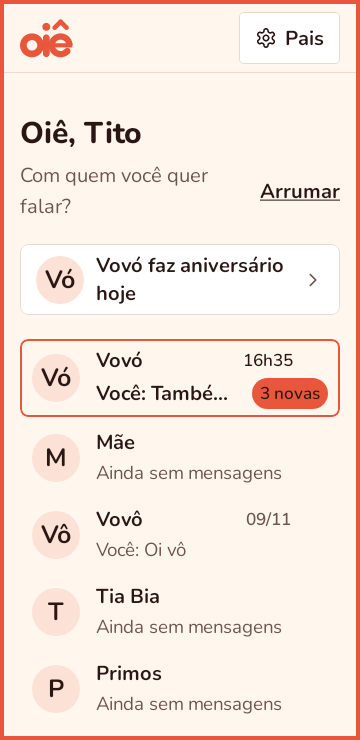 oiê
Pais
Oiê, Tito
Com quem você quer
falar?
Arrumar
Vó
Vovó faz aniversário
hoje
Vó
Vovó
16h35
Você: També...
3 novas
M
Mãe
Ainda sem mensagens
Vô
Vovô
09/11
Você: Oi vô
T
Tia Bia
Ainda sem mensagens
P
Primos
Ainda sem mensagens